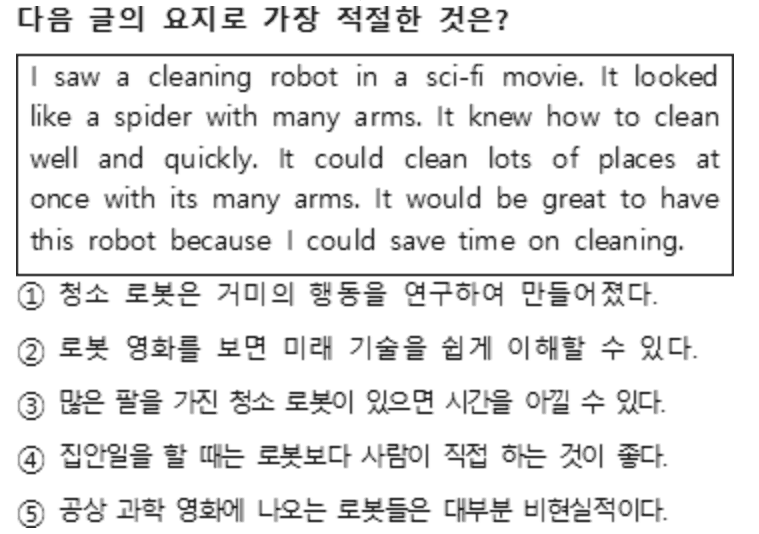 다음 글의 요지로 가장 적절한 것은?
I saw a cleaning robot in a sci-fi movie. It looked
like a spider with many arms. It knew how to clean
well and quickly. It could clean lots of places at
once with its many arms. It would be great to have
this robot because I could save time on cleaning.
① 청소 로봇은 거미의 행동을 연구하여 만들어졌다.
② 로봇 영화를 보면 미래 기술을 쉽게 이해할 수 있다.
③ 많은 팔을 가진 청소 로봇이 있으면 시간을 아낄 수 있다.
④ 집안일을 할 때는 로봇보다 사람이 직접 하는 것이 좋다.
⑤ 공상 과학 영화에 나오는 로봇들은 대부분 비현실적이다.